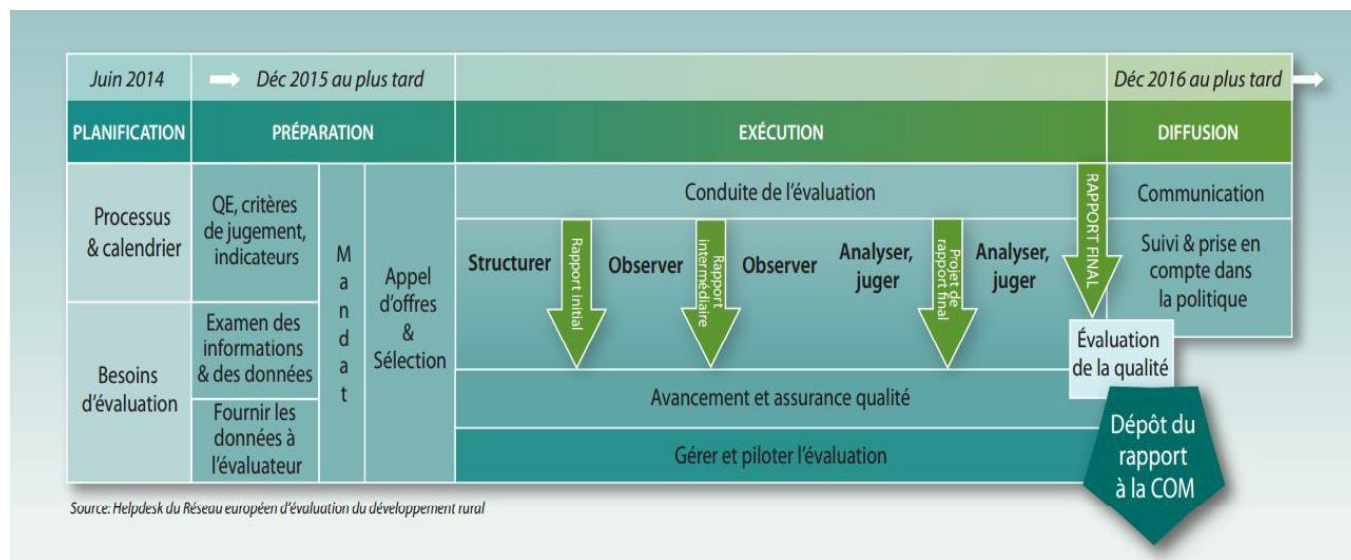 Juin 2014
Déc 2015 au plus tard
Déc 2016 au plus tard
PLANIFICATION
PRÉPARATION
EXÉCUTION
DIFFUSION
Processus
& calendrier
Besoins
d'évaluation
QE, critères
de jugement,
indicateurs
Examen des
informations
& des données
Fournir les
données à
l'évaluateur
M
a
n
d
a
t
Appel
d'offres
&
Sélection
Conduite de l'évaluation
Structurer
Rapport initial
Observer
Rapport
intermédiaire
Observer
Analyser,
juger
Projet de
rapport final
Analyser,
juger
RAPPORT FINAL
Avancement et assurance qualité
Gérer et piloter l'évaluation
Communication
Suivi & prise en
compte dans
la politique
Évaluation
de la qualité
Dépôt du
rapport
à la COM
Source: Helpdesk du Réseau européen d'évaluation du développement rural